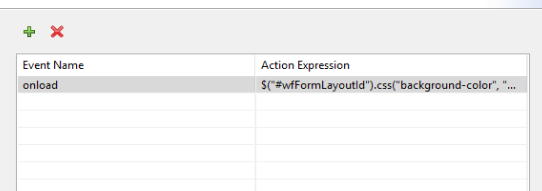 Event Name Action Expression
onload $("#wfFormLayoutId").css("background-color", "...